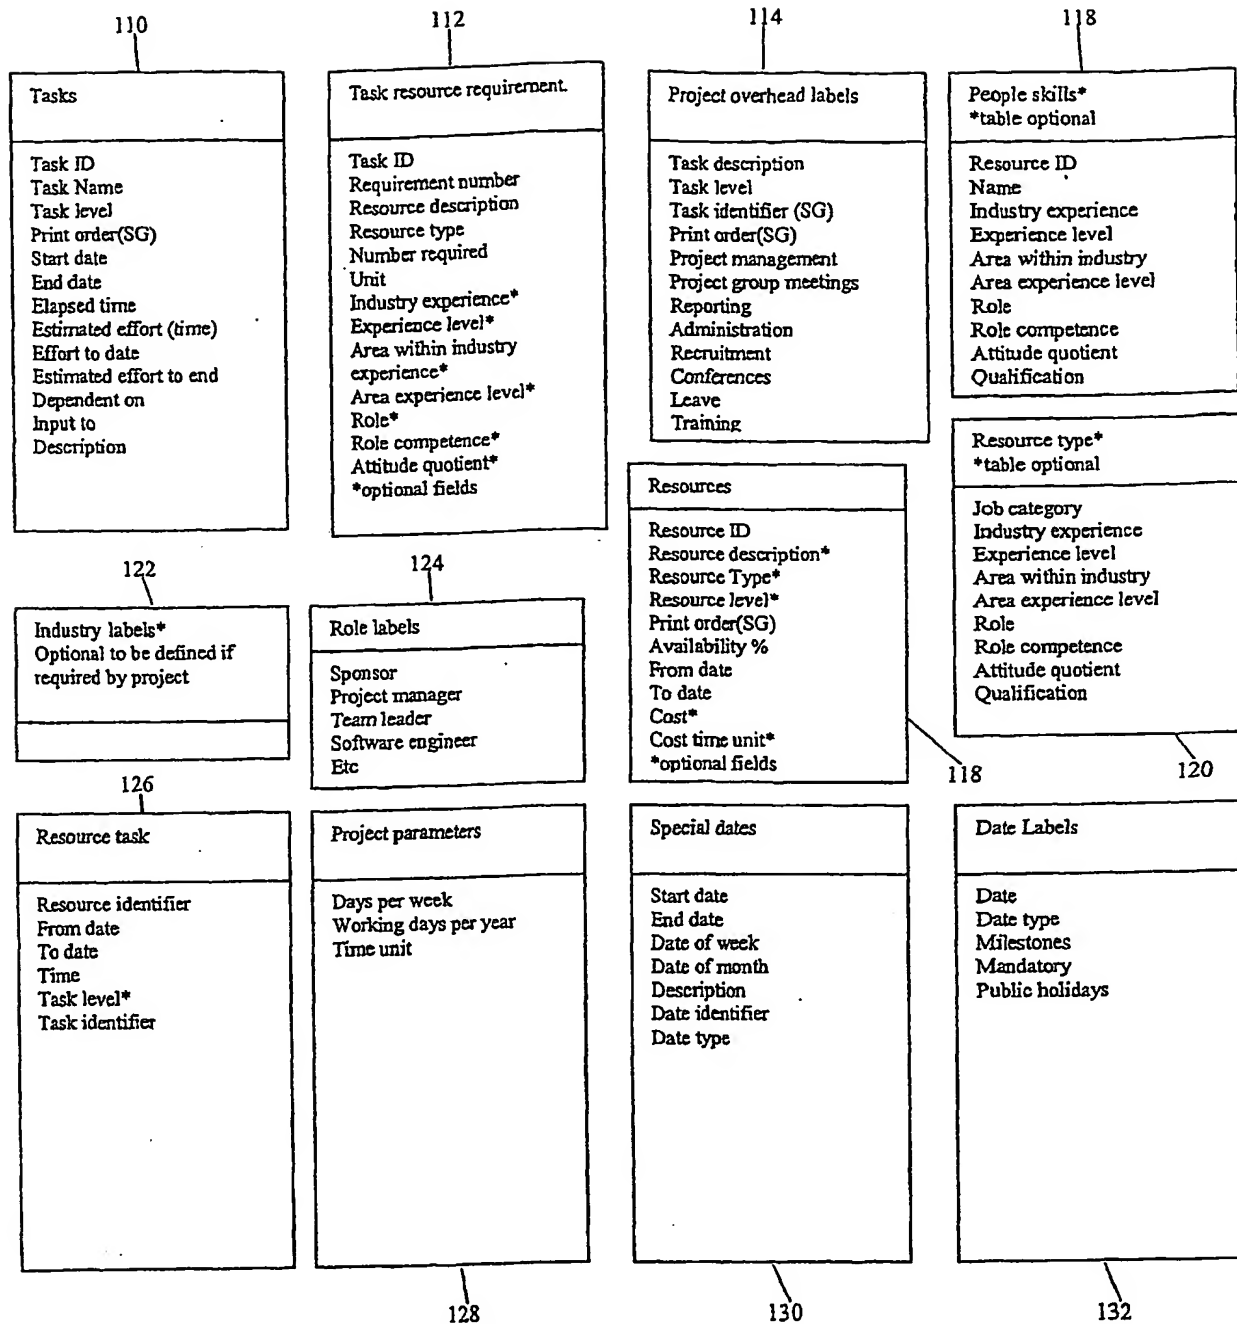 110
112
114
118
Tasks
Task ID
Task Name
Task level
Print order(SG)
Start date
End date
Elapsed time
Estimated effort (time)
Effort to date
Estimated effort to end
Dependent on
Input to
Description
Task resource requirement.
Task ID
Requirement number
Resource description
Resource type
Number required
Unit
Industry experience*
Experience level*
Area within industry
experience*
Area experience level*
Role*
Role competence*
Attitude quotient*
*optional fields
Project overhead labels
Task description
Task level
Task identifier (SG)
Print order(SG)
Project management
Project group meetings
Reporting
Administration
Recruitment
Conferences
Leave
Training
People skills*
*table optional
Resource ID
Name
Industry experience
Experience level
Area within industry
Area experience level
Role
Role competence
Attitude quotient
Qualification
122
Industry labels*
Optional to be defined if
required by project
124
Role labels
Sponsor
Project manager
Team leader
Software engineer
Etc
Resources
Resource ID
Resource description*
Resource Type*
Resource level*
Print order(SG)
Availability %
From date
To date
Cost*
Cost time unit*
*optional fields
118
Resource type*
*table optional
Job category
Industry experience
Experience level
Area within industry
Area experience level
Role
Role competence
Attitude quotient
Qualification
120
126
Resource task
Resource identifier
From date
To date
Time
Task level*
Task identifier
Project parameters
Days per week
Working days per year
Time unit
128
Special dates
Start date
End date
Date of week
Date of month
Description
Date identifier
Date type
130
Date Labels
Date
Date type
Milestones
Mandatory
Public holidays
132